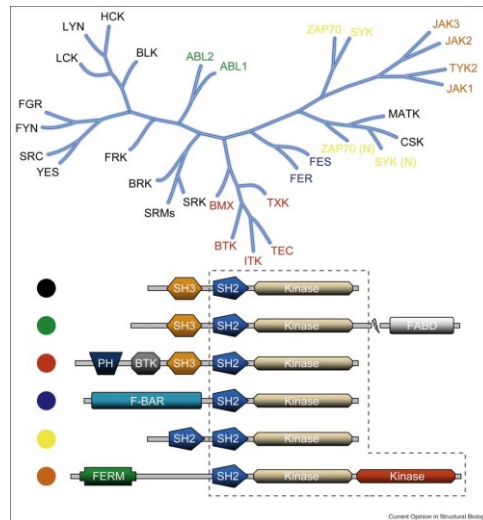 HCK
LYN
LCK
BLK
ABL2
ABL1
ZAP70
SYK
JAK3
JAK2
TYK2
JAK1
FGR
FYN
SRC
YES
FRK
BRK
SRMs
SRK
BMX
TXK
BTK
ITK
TEC
FES
FER
MATK
CSK
ZAP70 (N)
SYK (N)
SH3 SH2 Kinase
SH3 SH2 Kinase FABD
PH BTK SH3 SH2 Kinase
F-BAR SH2 Kinase
SH2 SH2 Kinase
FERM SH2 Kinase Kinase
Current Opinion in Structural Biology